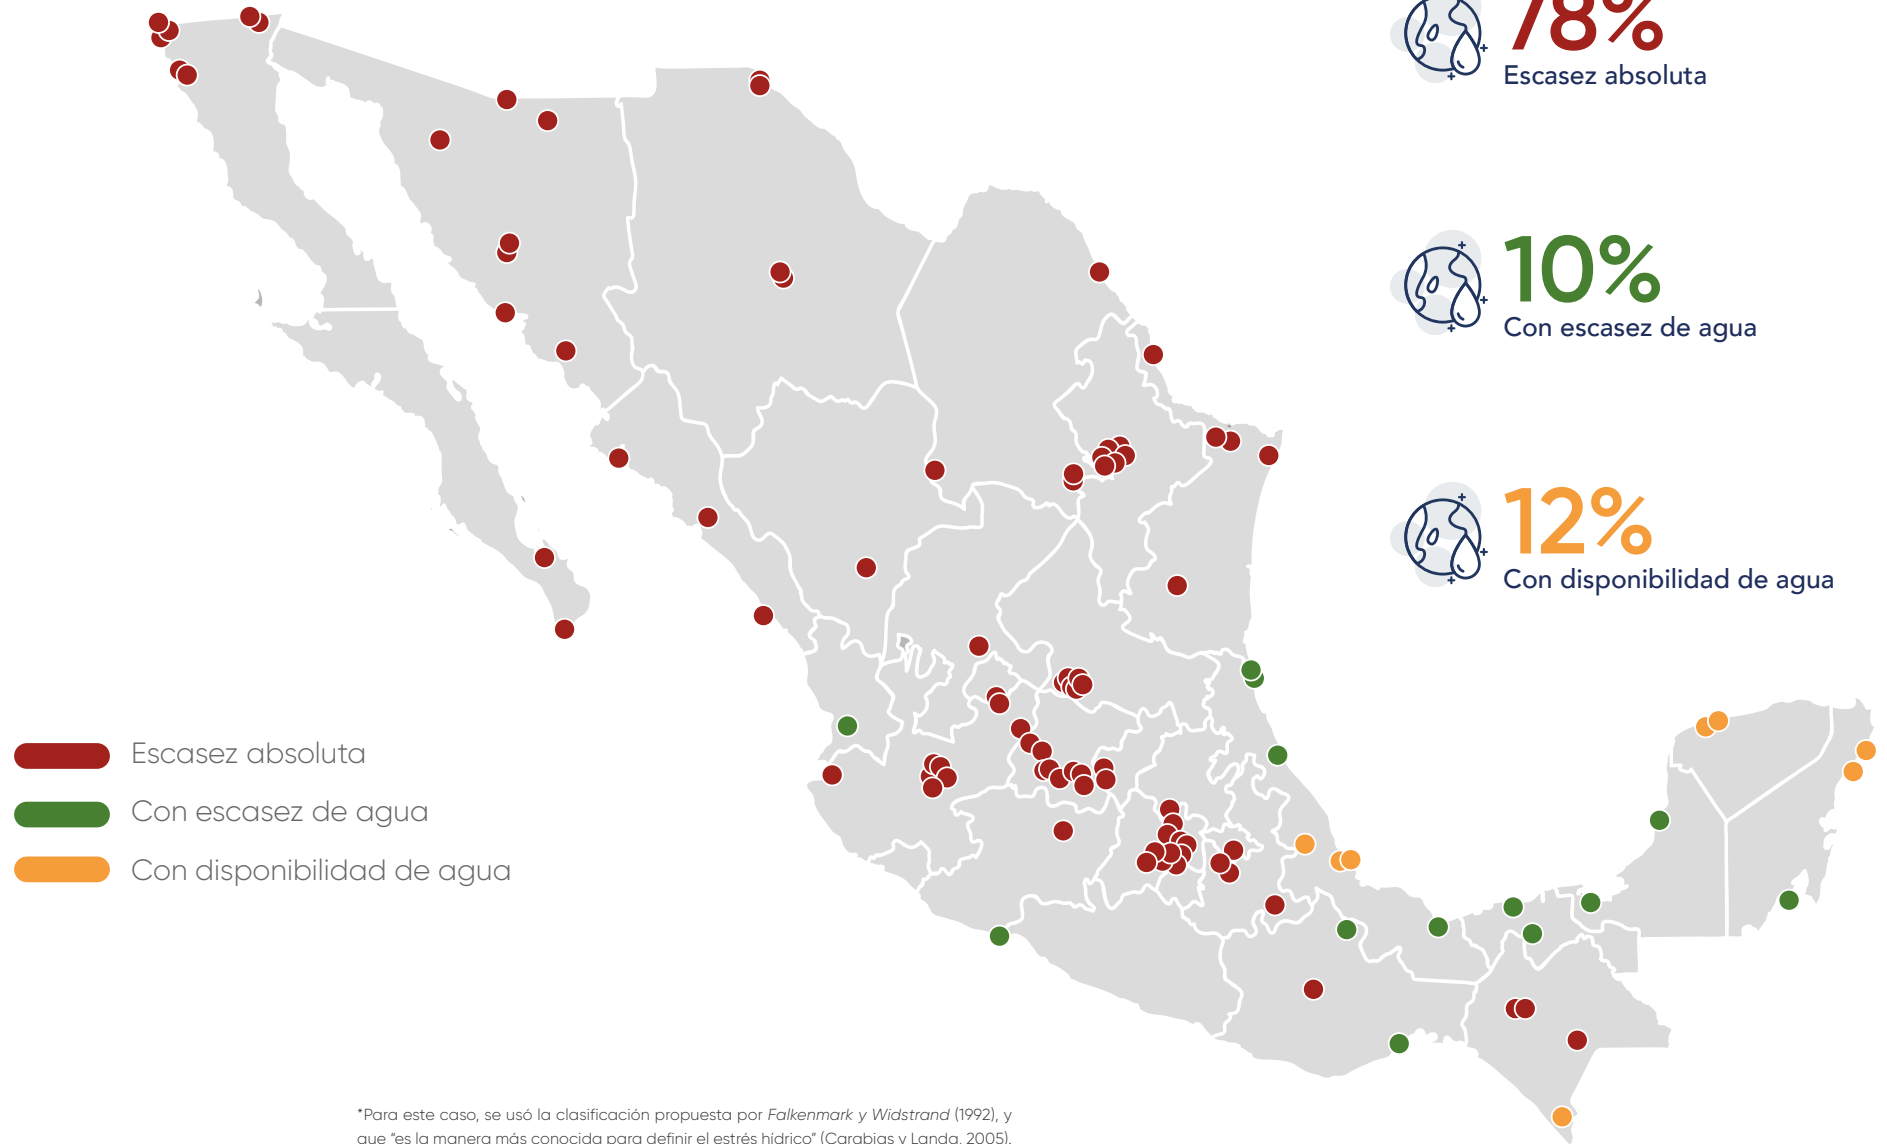 78%
Escasez absoluta
10%
Con escasez de agua
12%
Con disponibilidad de agua
Escasez absoluta
Con escasez de agua
Con disponibilidad de agua
*Para este caso, se usó la clasificación propuesta por Falkenmark y Widstrand (1992), y
que “es la manera más conocida para definir el estrés hídrico” (Carabias y Landa, 2005).